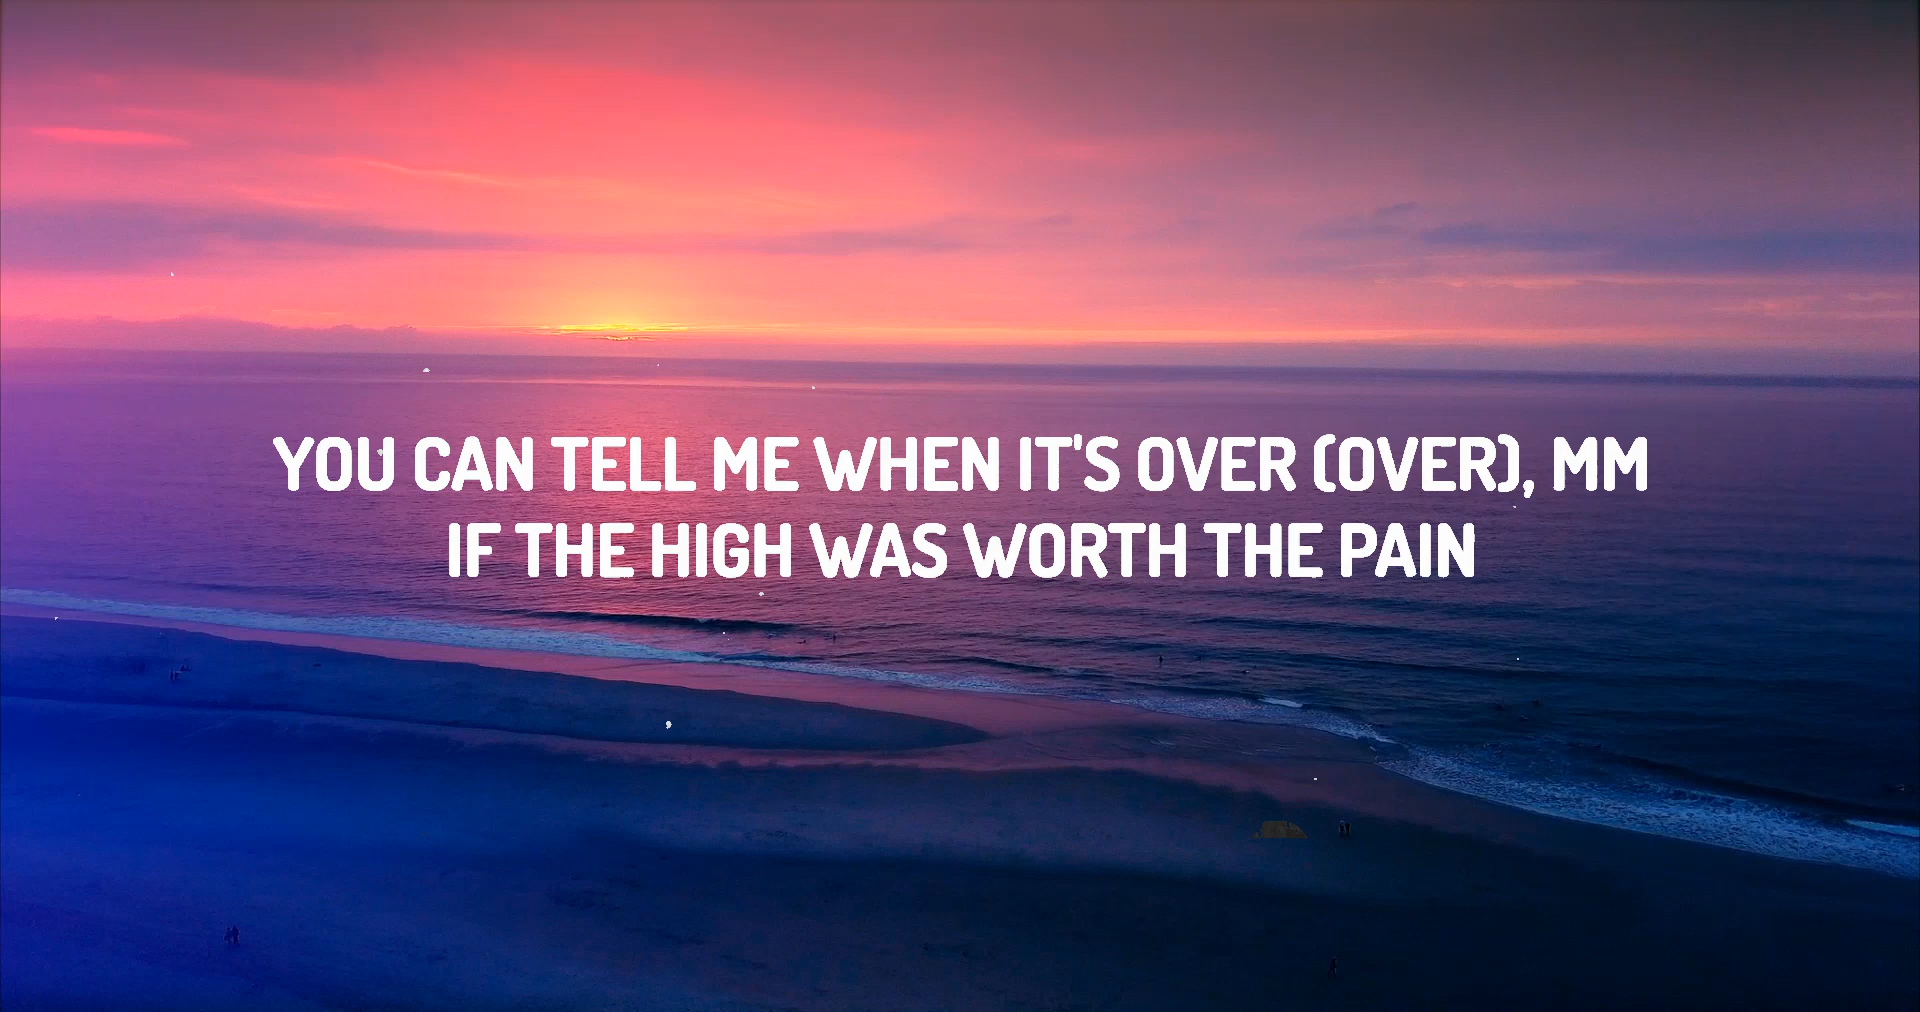 YOU CAN TELL ME WHEN IT'S OVER (OVER), MM
IF THE HIGH WAS WORTH THE PAIN